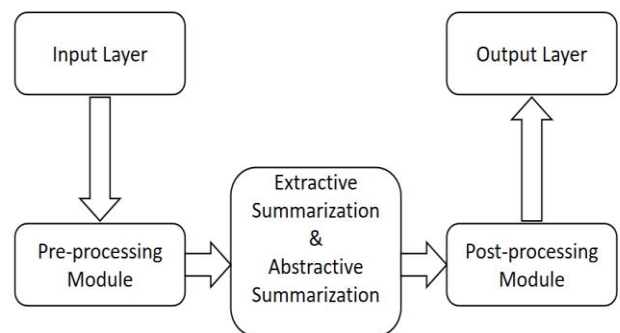 Input Layer
Output Layer
Pre-processing
Module
Extractive
Summarization
&
Abstractive
Summarization
Post-processing
Module